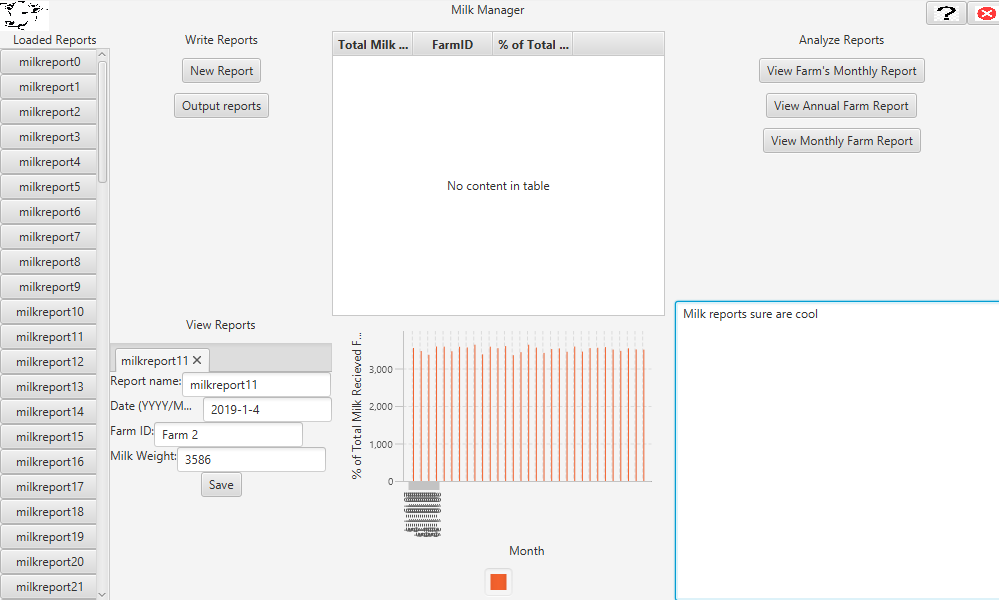 Milk Manager
?
Loaded Reports
milkreport0
milkreport1
milkreport2
milkreport3
milkreport4
milkreport5
milkreport6
milkreport7
milkreport8
milkreport9
milkreport10
milkreport11
milkreport12
milkreport13
milkreport14
milkreport15
milkreport16
milkreport17
milkreport18
milkreport19
milkreport20
milkreport21
Write Reports
New Report
Output reports
View Reports
milkreport11
Report name: milkreport11
Date (YYYY/M... 2019-1-4
Farm ID: Farm 2
Milk Weight: 3586
Save
Total Milk ... FarmID % of Total ...
No content in table
% of Total Milk Recieved F...
3,000
2,000
1,000
0
Month
Analyze Reports
View Farm's Monthly Report
View Annual Farm Report
View Monthly Farm Report
Milk reports sure are cool